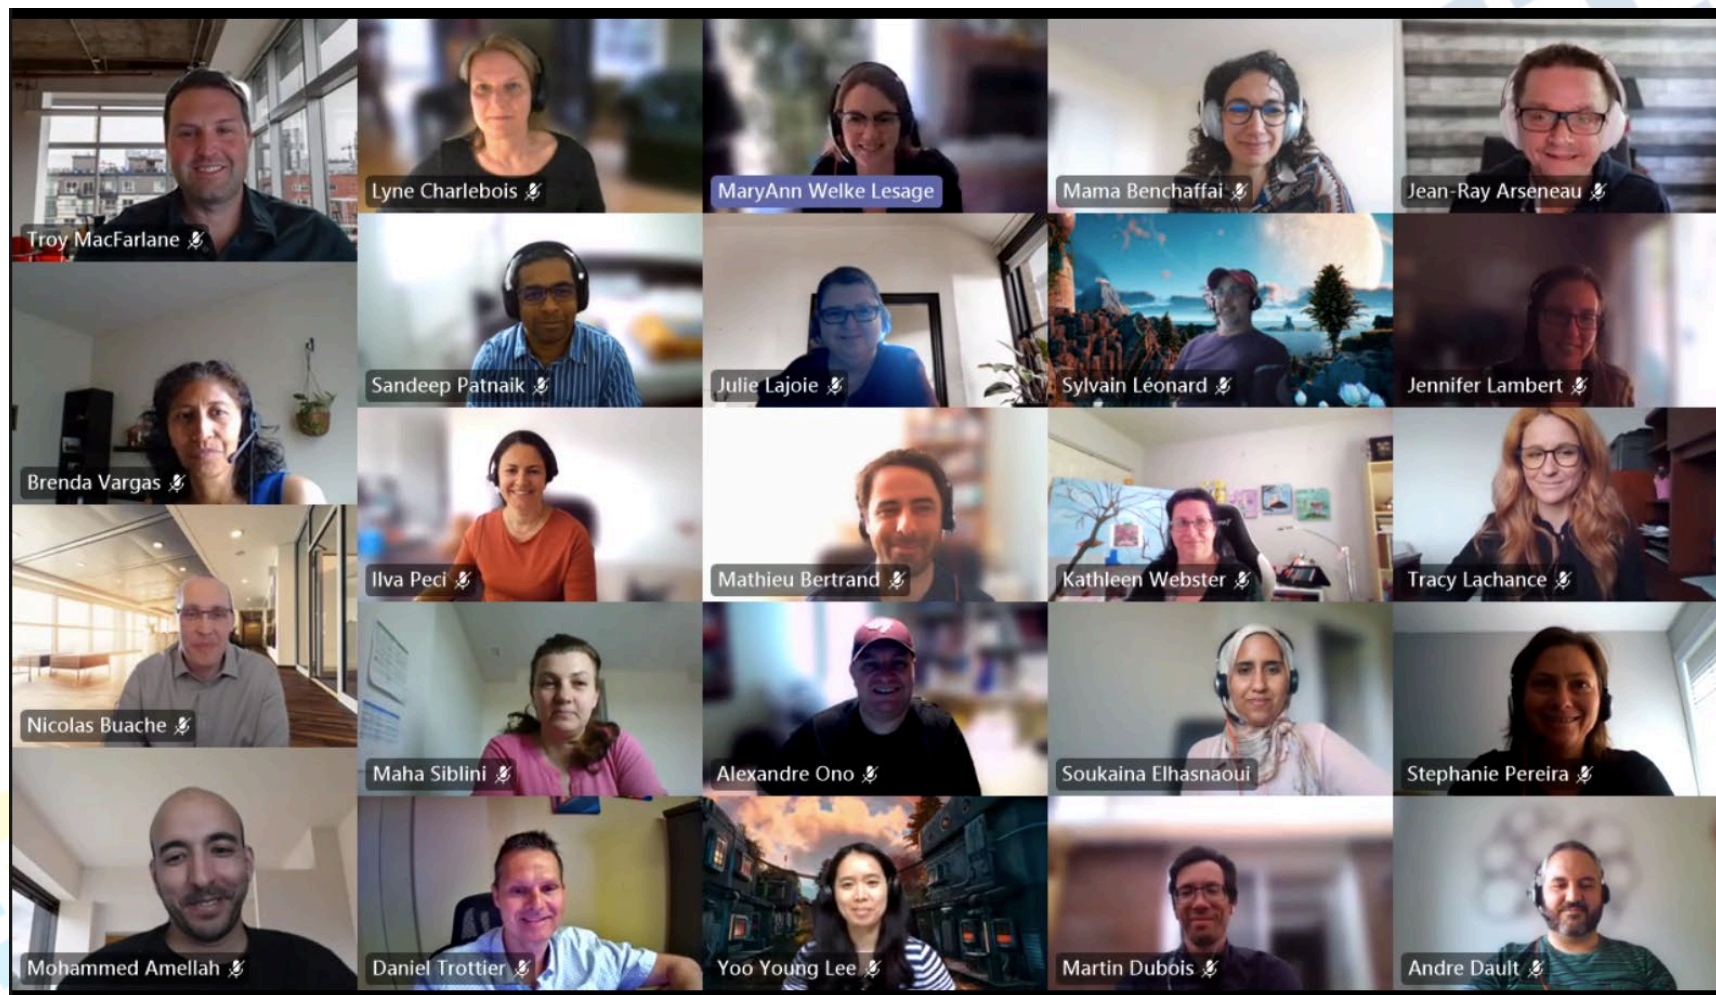 Troy MacFarlane
Lyne Charlebois
MaryAnn Welke Lesage
Mama Benchaffai
Jean-Ray Arseneau
Sandeep Patnaik
Julie Lajoie
Sylvain Léonard
Jennifer Lambert
Brenda Vargas
Ilva Peci
Mathieu Bertrand
Kathleen Webster
Tracy Lachance
Nicolas Buache
Maha Siblini
Alexandre Ono
Soukaina Elhasnaoui
Stephanie Pereira
Mohammed Amellah
Daniel Trottier
Yoo Young Lee
Martin Dubois
Andre Dault